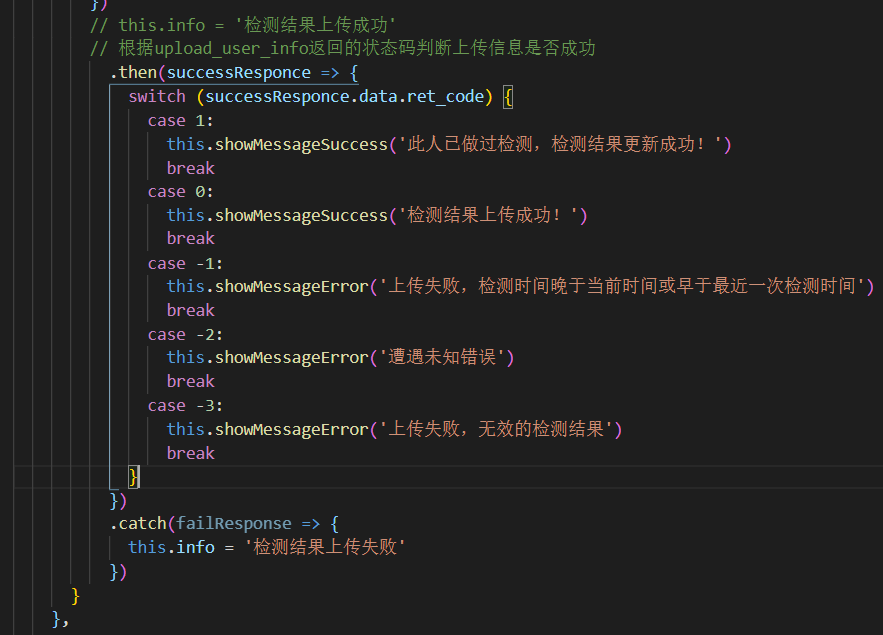 })
// this.info = '检测结果上传成功'
// 根据upload_user_info返回的状态码判断上传信息是否成功
.then(successResponce => {
switch (successResponce.data.ret_code) {
case 1:
this.showMessageSuccess('此人已做过检测，检测结果更新成功！')
break
case 0:
this.showMessageSuccess('检测结果上传成功！')
break
case -1:
this.showMessageError('上传失败，检测时间晚于当前时间或早于最近一次检测时间')
break
case -2:
this.showMessageError('遭遇未知错误')
break
case -3:
this.showMessageError('上传失败，无效的检测结果')
break
}
})
.catch(failResponse => {
this.info = '检测结果上传失败'
})
}
},